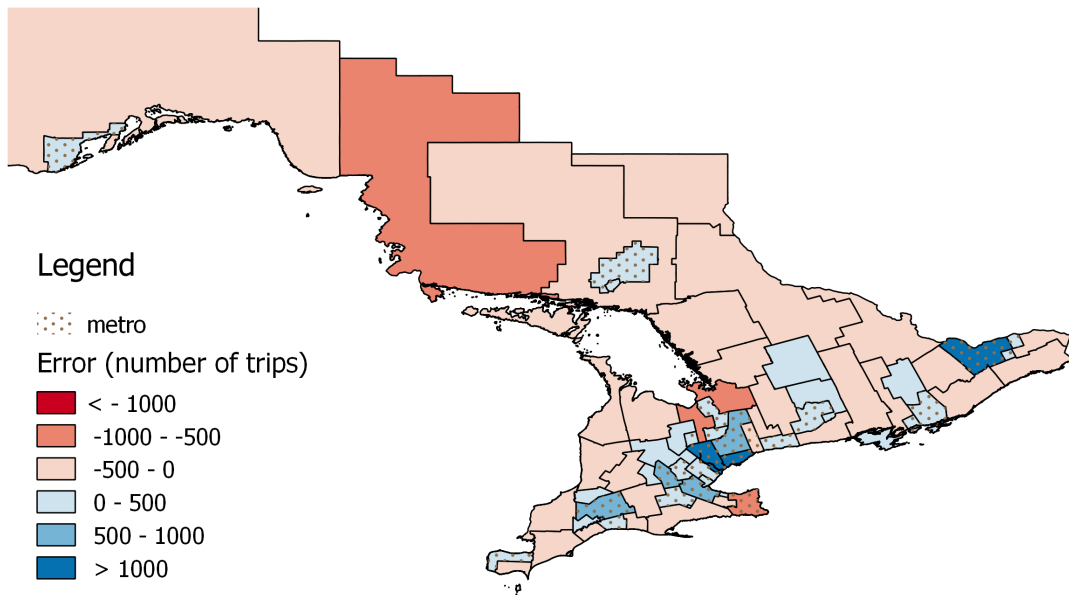 Legend
metro
Error (number of trips)
< - 1000
-1000 - -500
-500 - 0
0 - 500
500 - 1000
> 1000